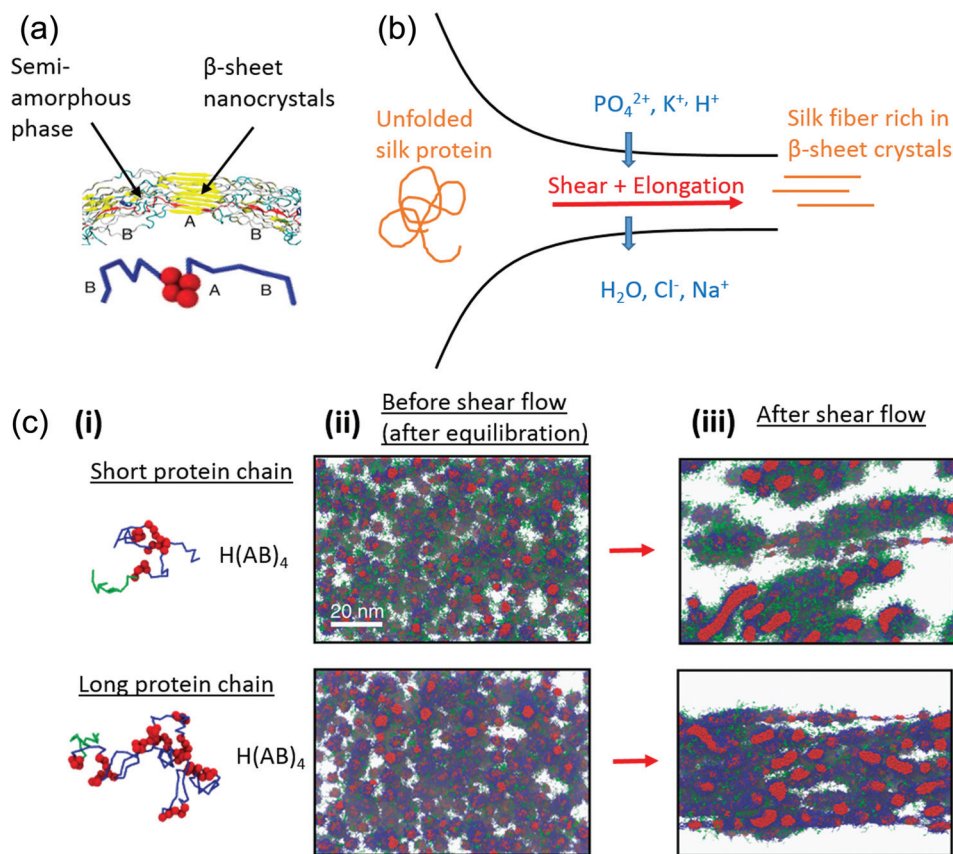 (a)
Semi-
amorphous
phase
β-sheet
nanocrystals
A
B
B
B
A
B
(b)
Unfolded
silk protein
PO₄²⁺, K⁺, H⁺
Shear + Elongation
H₂O, Cl⁻, Na⁺
Silk fiber rich in
β-sheet crystals
(c)
(i)
(ii)
Before shear flow
(after equilibration)
(iii)
After shear flow
Short protein chain
H(AB)₄
20 nm
Long protein chain
H(AB)₄